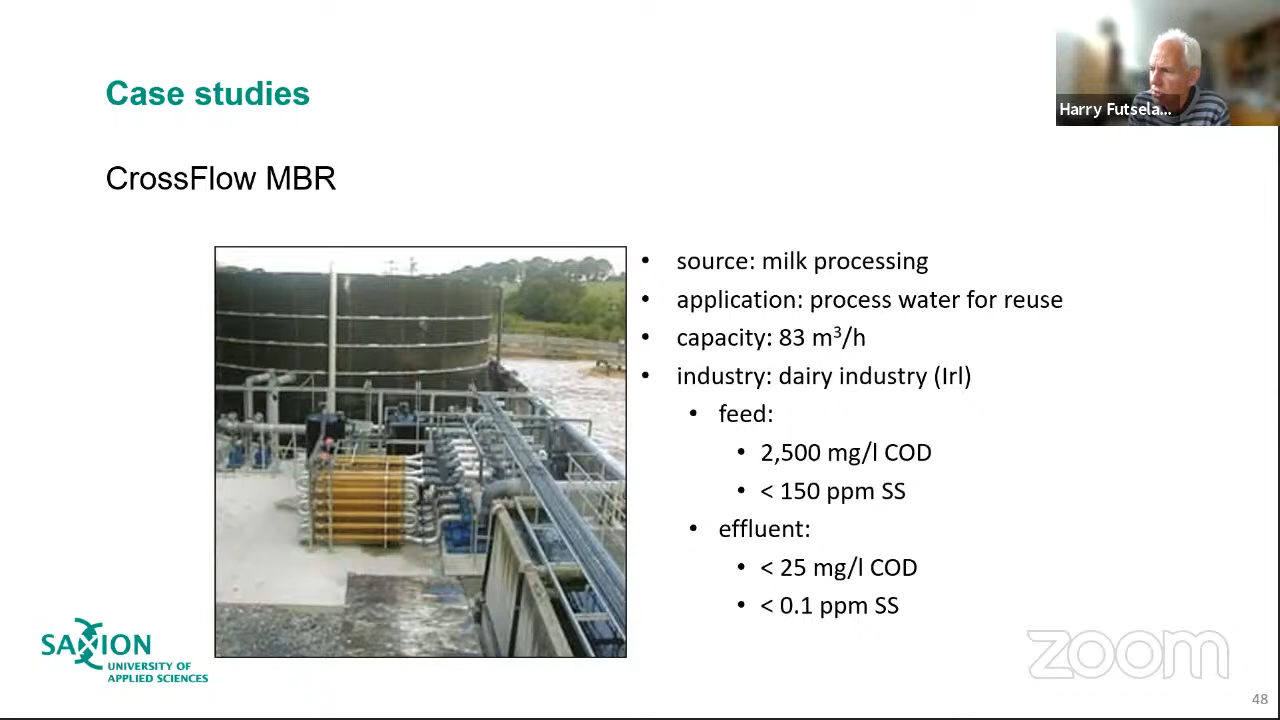 Case studies
Harry Futsela...
CrossFlow MBR
• source: milk processing
• application: process water for reuse
• capacity: 83 m³/h
• industry: dairy industry (Irl)
• feed:
• 2,500 mg/l COD
• < 150 ppm SS
• effluent:
• < 25 mg/l COD
• < 0.1 ppm SS
SAXION
UNIVERSITY OF
APPLIED SCIENCES
zoom
48